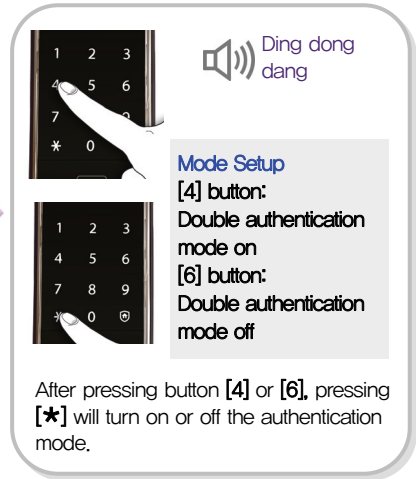 1 2 3
4 5 6
7
* 0
Ding dong
dang
1 2 3
4 5 6
7 8 9
* 0
Mode Setup
[4] button:
Double authentication
mode on
[6] button:
Double authentication
mode off
After pressing button [4] or [6], pressing
[★] will turn on or off the authentication
mode.